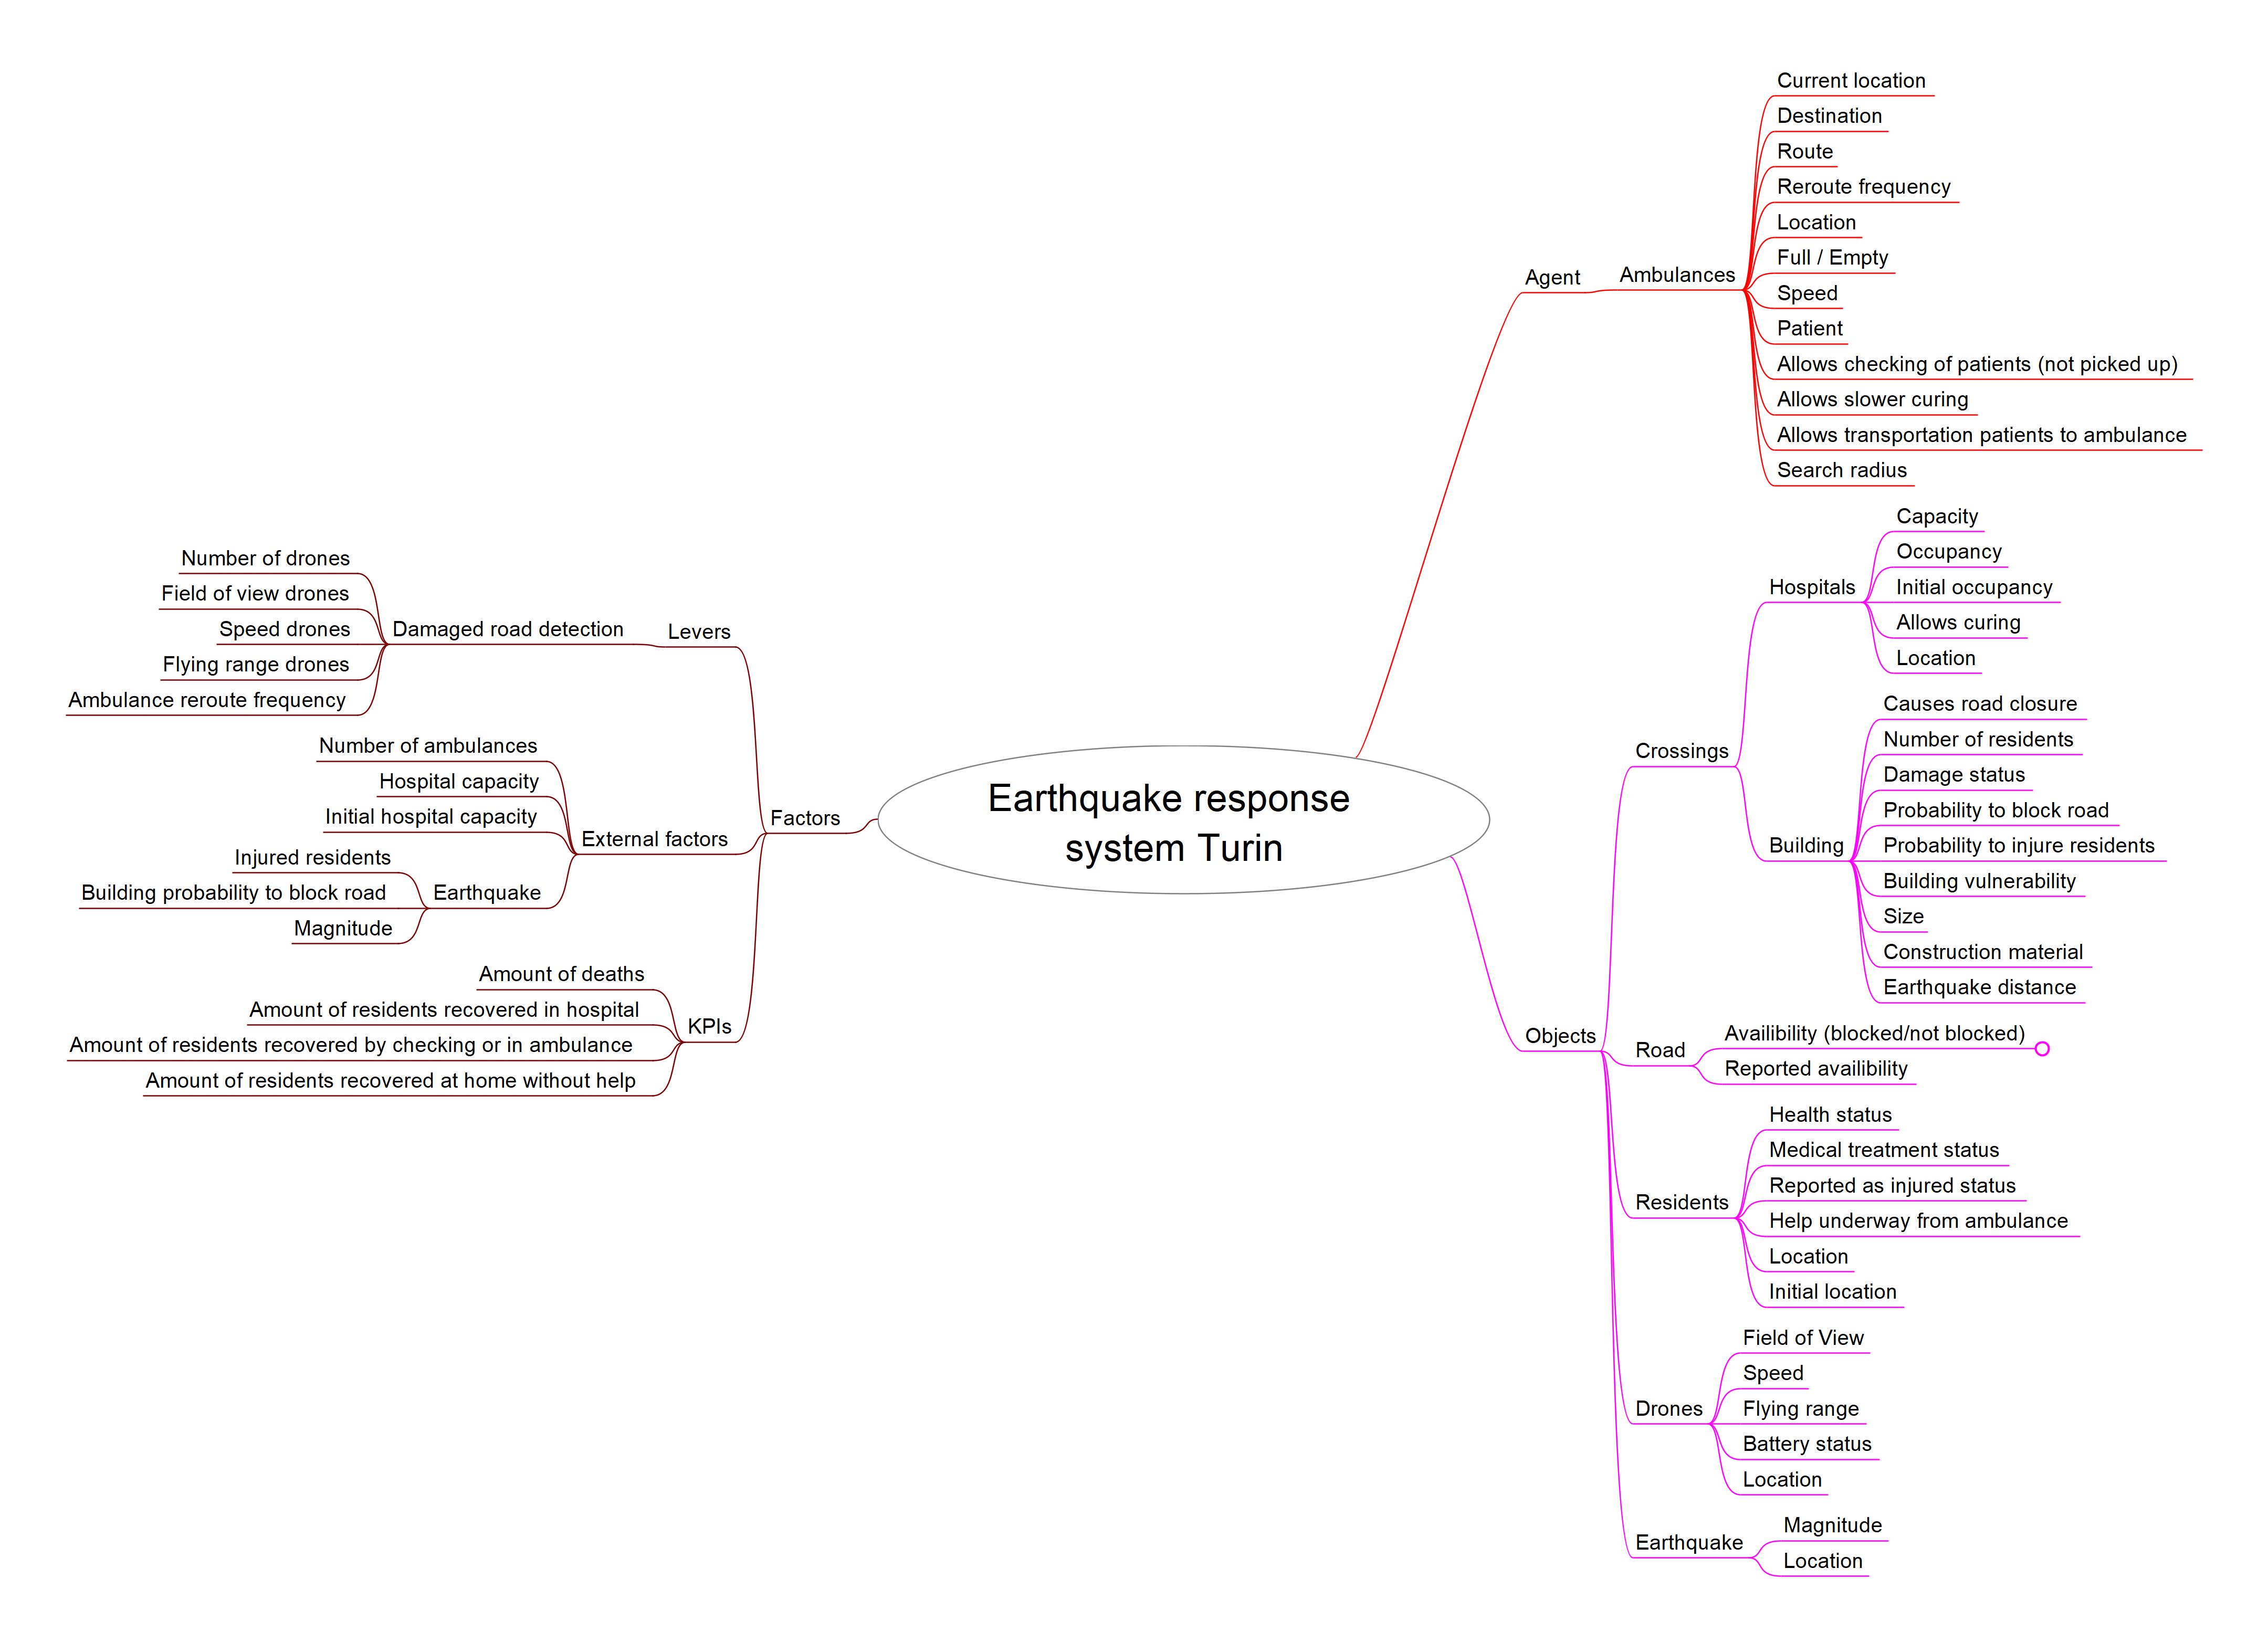 Earthquake response
system Turin
Agent
Ambulances
Current location
Destination
Route
Reroute frequency
Location
Full / Empty
Speed
Patient
Allows checking of patients (not picked up)
Allows slower curing
Allows transportation patients to ambulance
Search radius
Objects
Crossings
Hospitals
Capacity
Occupancy
Initial occupancy
Allows curing
Location
Building
Causes road closure
Number of residents
Damage status
Probability to block road
Probability to injure residents
Building vulnerability
Size
Construction material
Earthquake distance
Road
Availibility (blocked/not blocked)
Reported availibility
Residents
Health status
Medical treatment status
Reported as injured status
Help underway from ambulance
Location
Initial location
Drones
Field of View
Speed
Flying range
Battery status
Location
Earthquake
Magnitude
Location
Factors
Levers
Damaged road detection
Number of drones
Field of view drones
Speed drones
Flying range drones
Ambulance reroute frequency
External factors
Number of ambulances
Hospital capacity
Initial hospital capacity
Earthquake
Injured residents
Building probability to block road
Magnitude
KPIs
Amount of deaths
Amount of residents recovered in hospital
Amount of residents recovered by checking or in ambulance
Amount of residents recovered at home without help